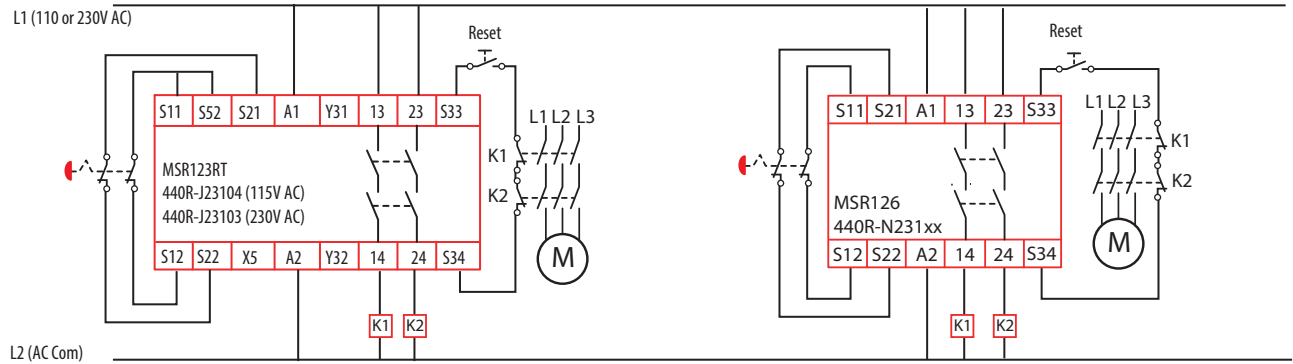 L1 (110 or 230V AC)
Reset
S11 S52 S21 A1 Y31 13 23 S33
L1 L2 L3
K1
K2
MSR123RT
440R-J23104 (115V AC)
440R-J23103 (230V AC)
M
S12 S22 X5 A2 Y32 14 24 S34
K1 K2
Reset
S11 S21 A1 13 23 S33
L1 L2 L3
K1
K2
MSR126
440R-N231xx
M
S12 S22 A2 14 24 S34
K1 K2
L2 (AC Com)